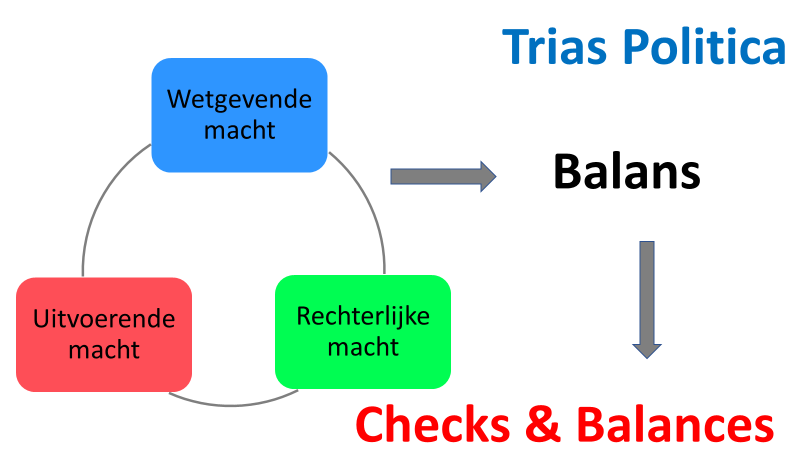 Trias Politica
Wetgevende
macht
Balans
Uitvoerende
macht
Rechterlijke
macht
Checks & Balances